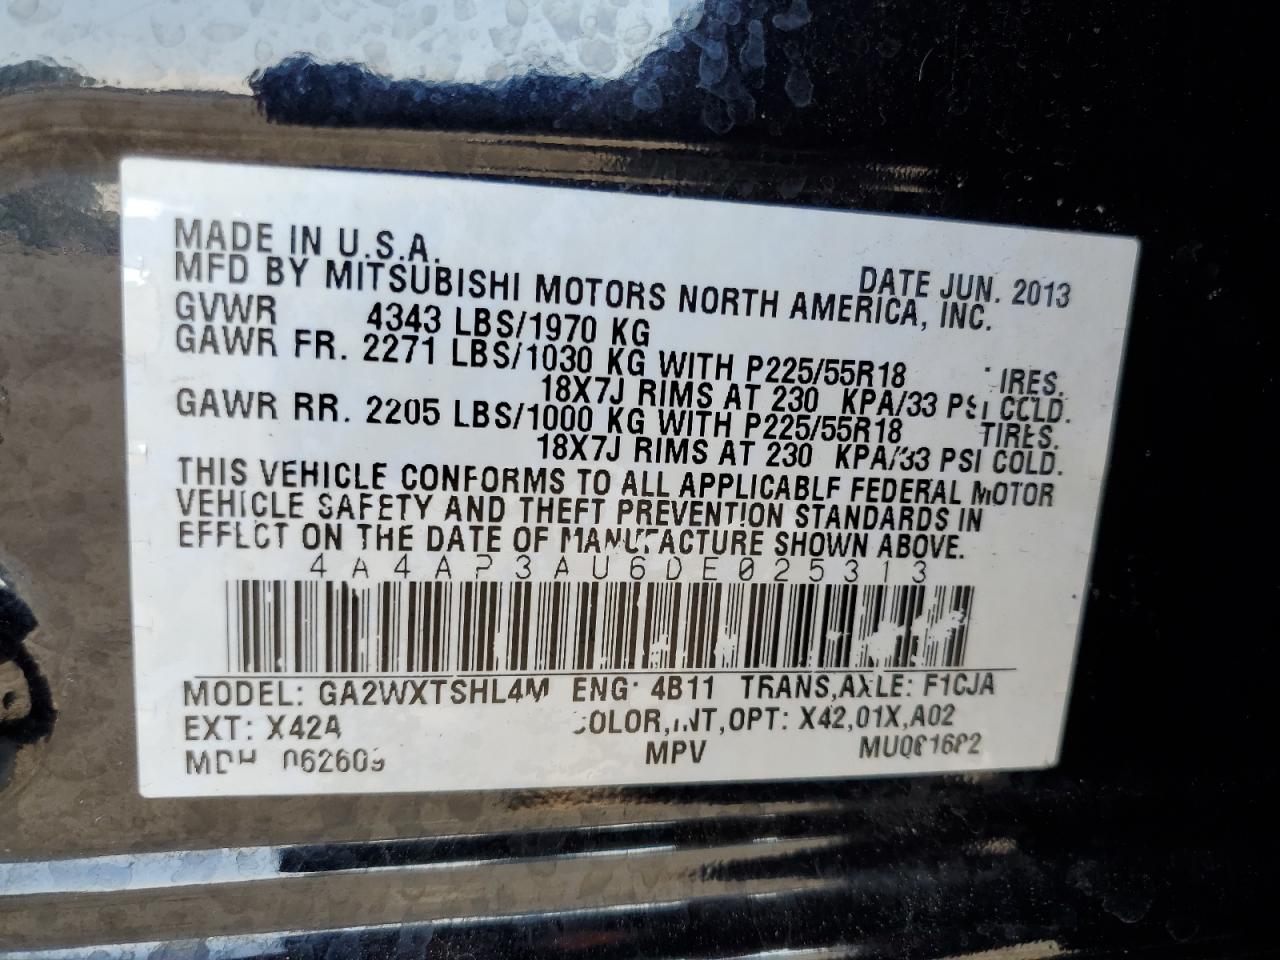 MADE IN U.S.A.
DATE JUN. 2013
MFD BY MITSUBISHI MOTORS NORTH AMERICA, INC.
GVWR 4343 LBS/1970 KG
GAWR FR. 2271 LBS/1030 KG WITH P225/55R18 TIRES.
18X7J RIMS AT 230 KPA/33 PSI COLD.
GAWR RR. 2205 LBS/1000 KG WITH P225/55R18 TIRES.
18X7J RIMS AT 230 KPA/33 PSI COLD.
THIS VEHICLE CONFORMS TO ALL APPLICABLE FEDERAL MOTOR
VEHICLE SAFETY AND THEFT PREVENTION STANDARDS IN
EFFECT ON THE DATE OF MANUFACTURE SHOWN ABOVE.
4A4AP3AU6DE025313
MODEL: GA2WXTSHL4M ENG: 4B11 TRANS,AXLE: F1CJA
EXT: X42A COLOR,INT,OPT: X42,01X,A02
MDH MPV